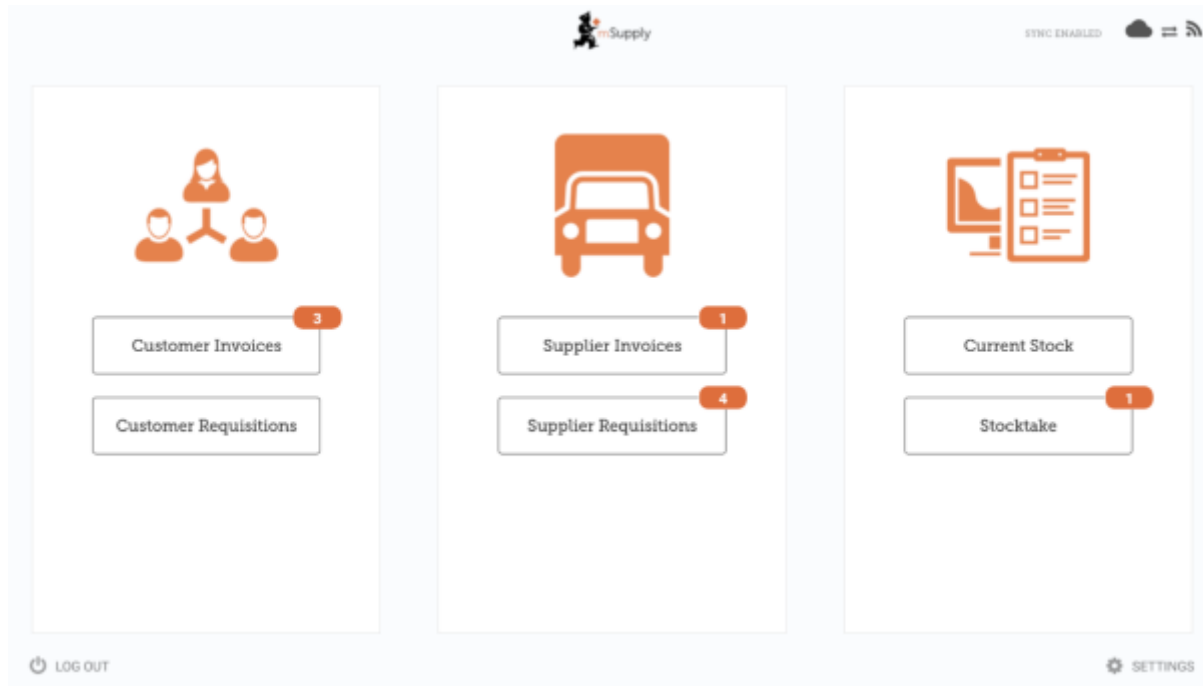 mSupply
SYNC ENABLED
3
Customer Invoices
Customer Requisitions
1
Supplier Invoices
4
Supplier Requisitions
Current Stock
1
Stocktake
LOG OUT
SETTINGS